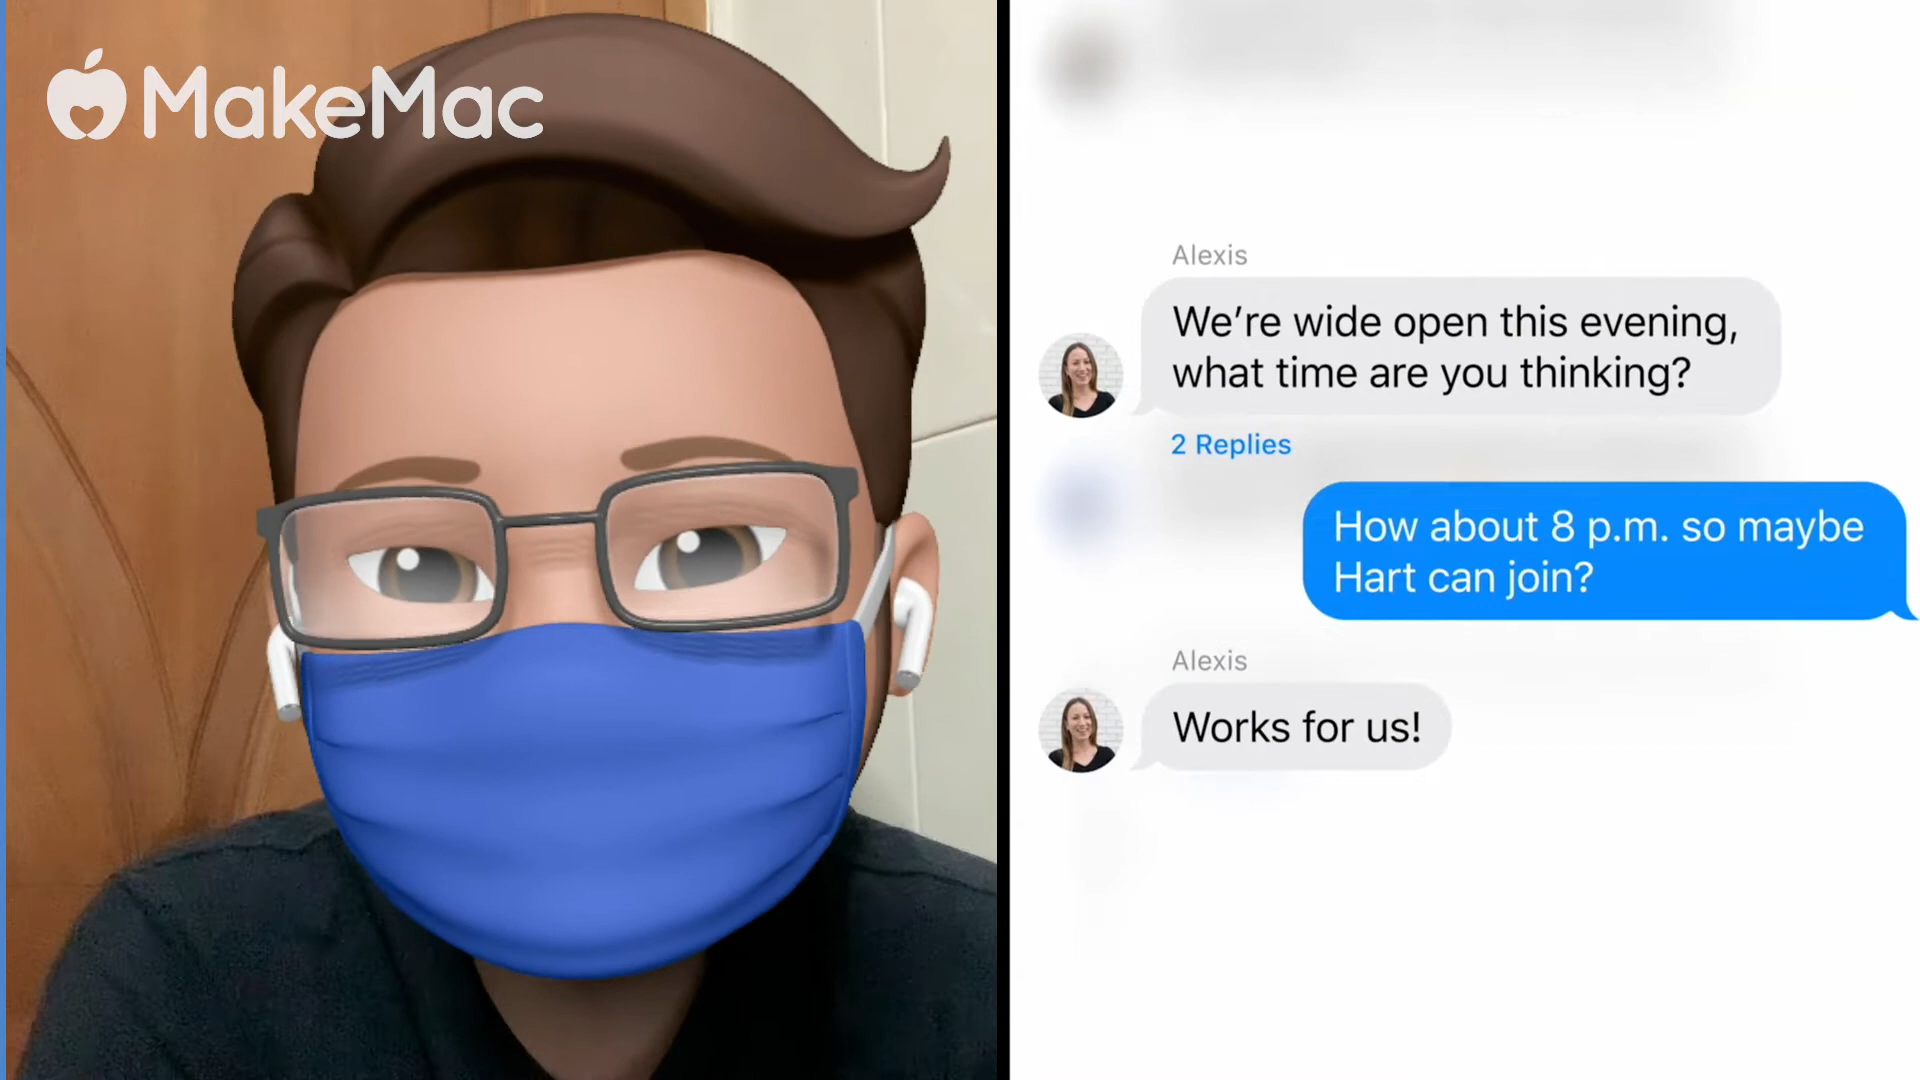 MakeMac
Alexis
We’re wide open this evening,
what time are you thinking?
2 Replies
How about 8 p.m. so maybe
Hart can join?
Alexis
Works for us!